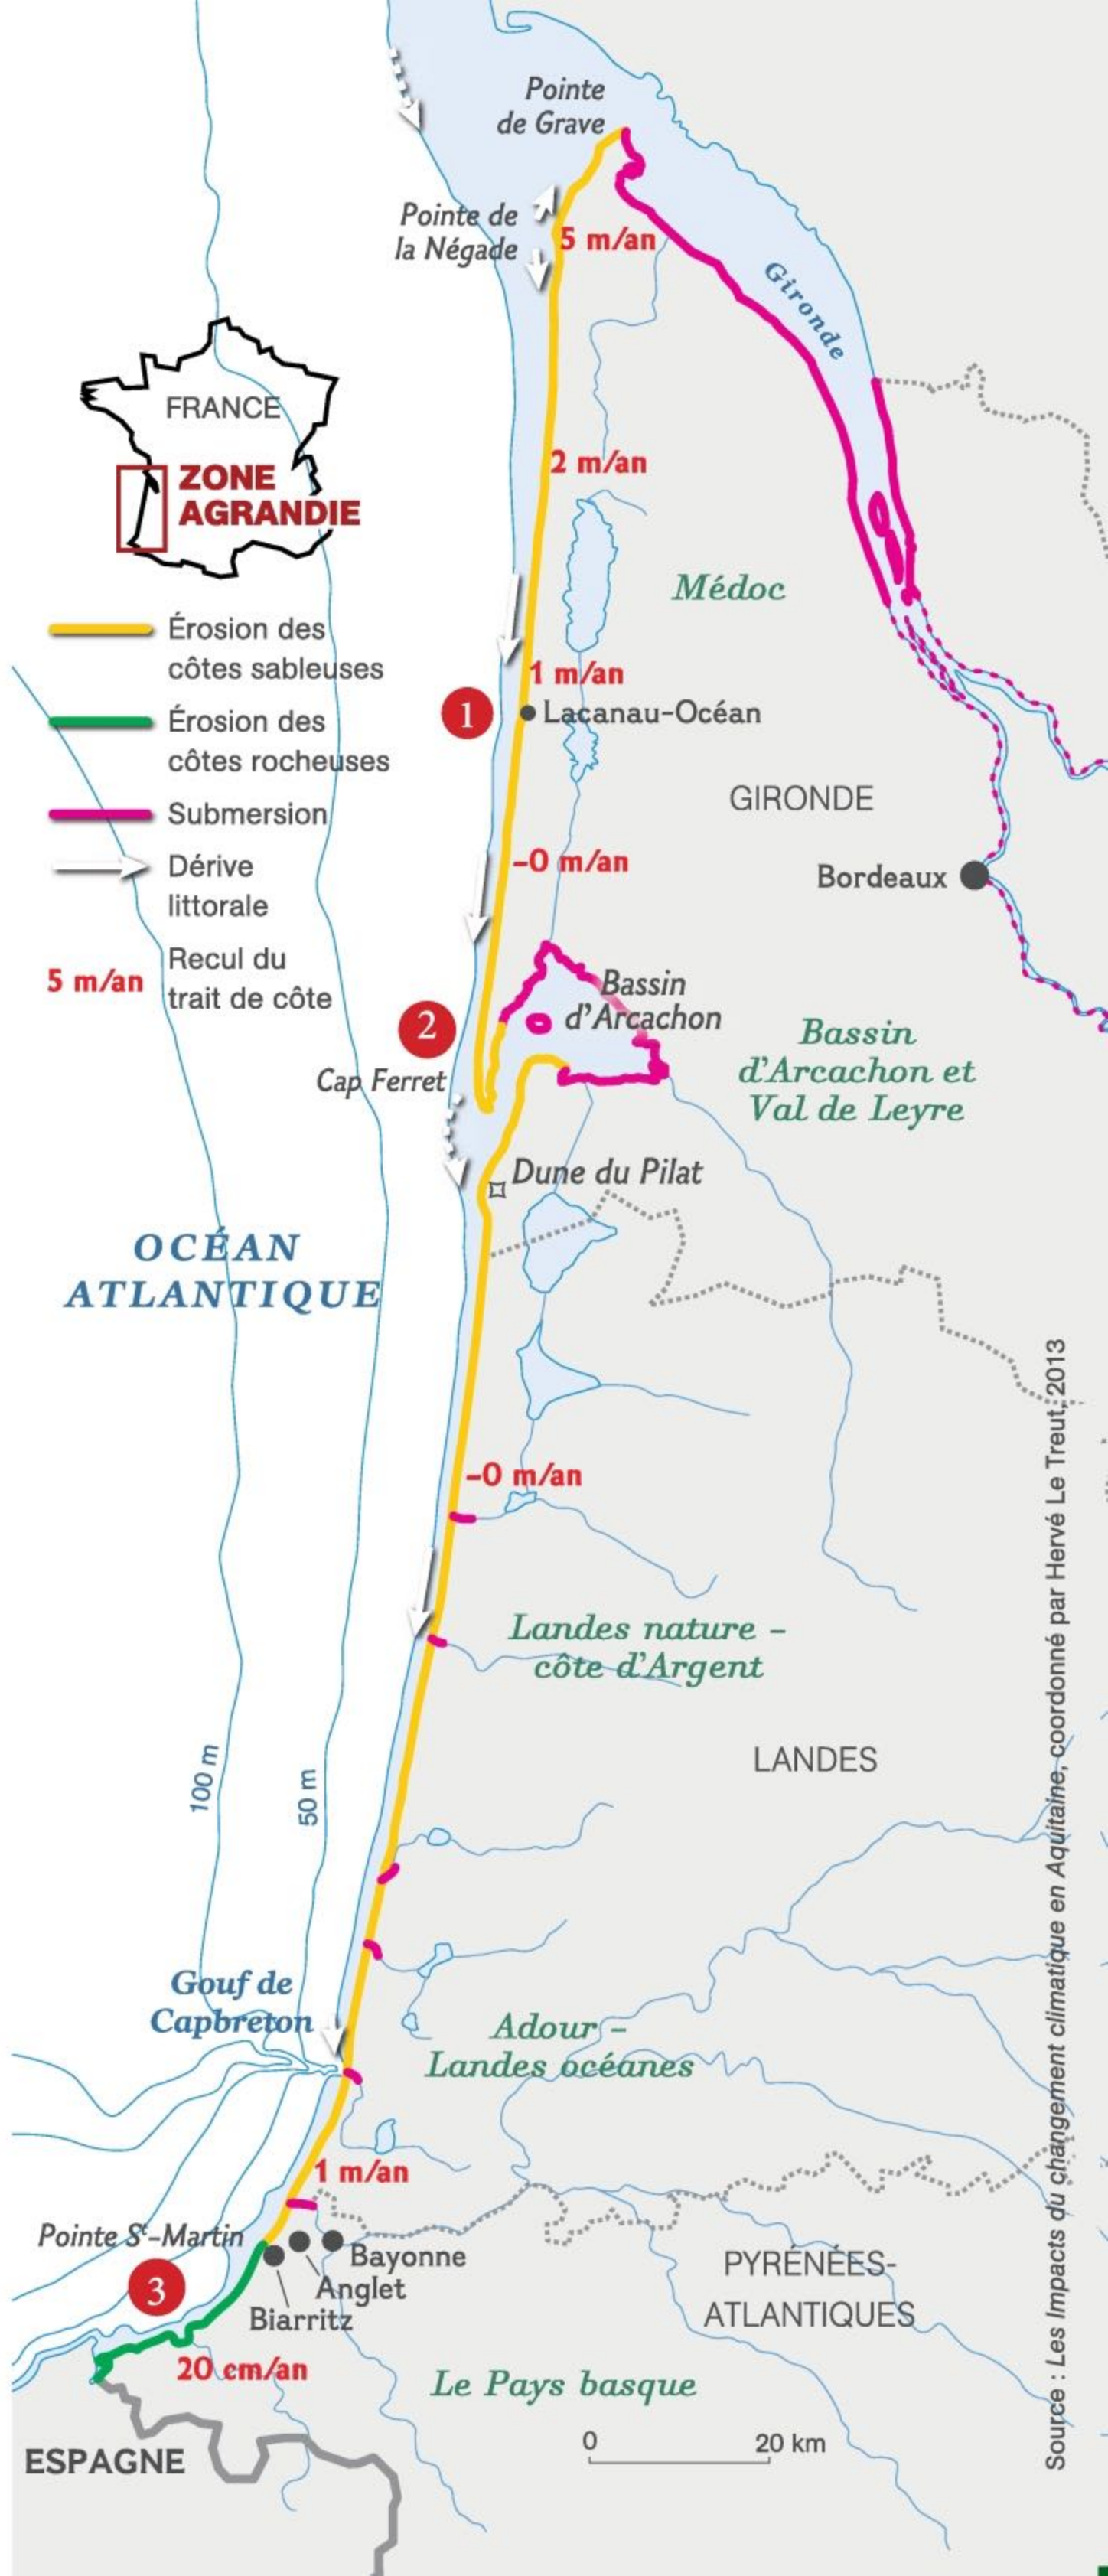 Pointe
de Grave
Pointe de
la Négade
5 m/an
Gironde
FRANCE
ZONE
AGRANDIE
2 m/an
Médoc
Érosion des
côtes sableuses
Érosion des
côtes rocheuses
Submersion
Dérive
littorale
5 m/an
Recul du
trait de côte
1 m/an
1
Lacanau-Océan
GIRONDE
-0 m/an
Bordeaux
Bassin
d'Arcachon
2
Cap Ferret
Bassin
d'Arcachon et
Val de Leyre
Dune du Pilat
OCÉAN
ATLANTIQUE
-0 m/an
Landes nature -
côte d'Argent
LANDES
100 m
50 m
Gouf de
Capbreton
Adour -
Landes océanes
1 m/an
Pointe St-Martin
3
Bayonne
Anglet
Biarritz
PYRÉNÉES-
ATLANTIQUES
20 cm/an
Le Pays basque
ESPAGNE
0 20 km
Source : Les Impacts du changement climatique en Aquitaine, coordonné par Hervé Le Treut, 2013